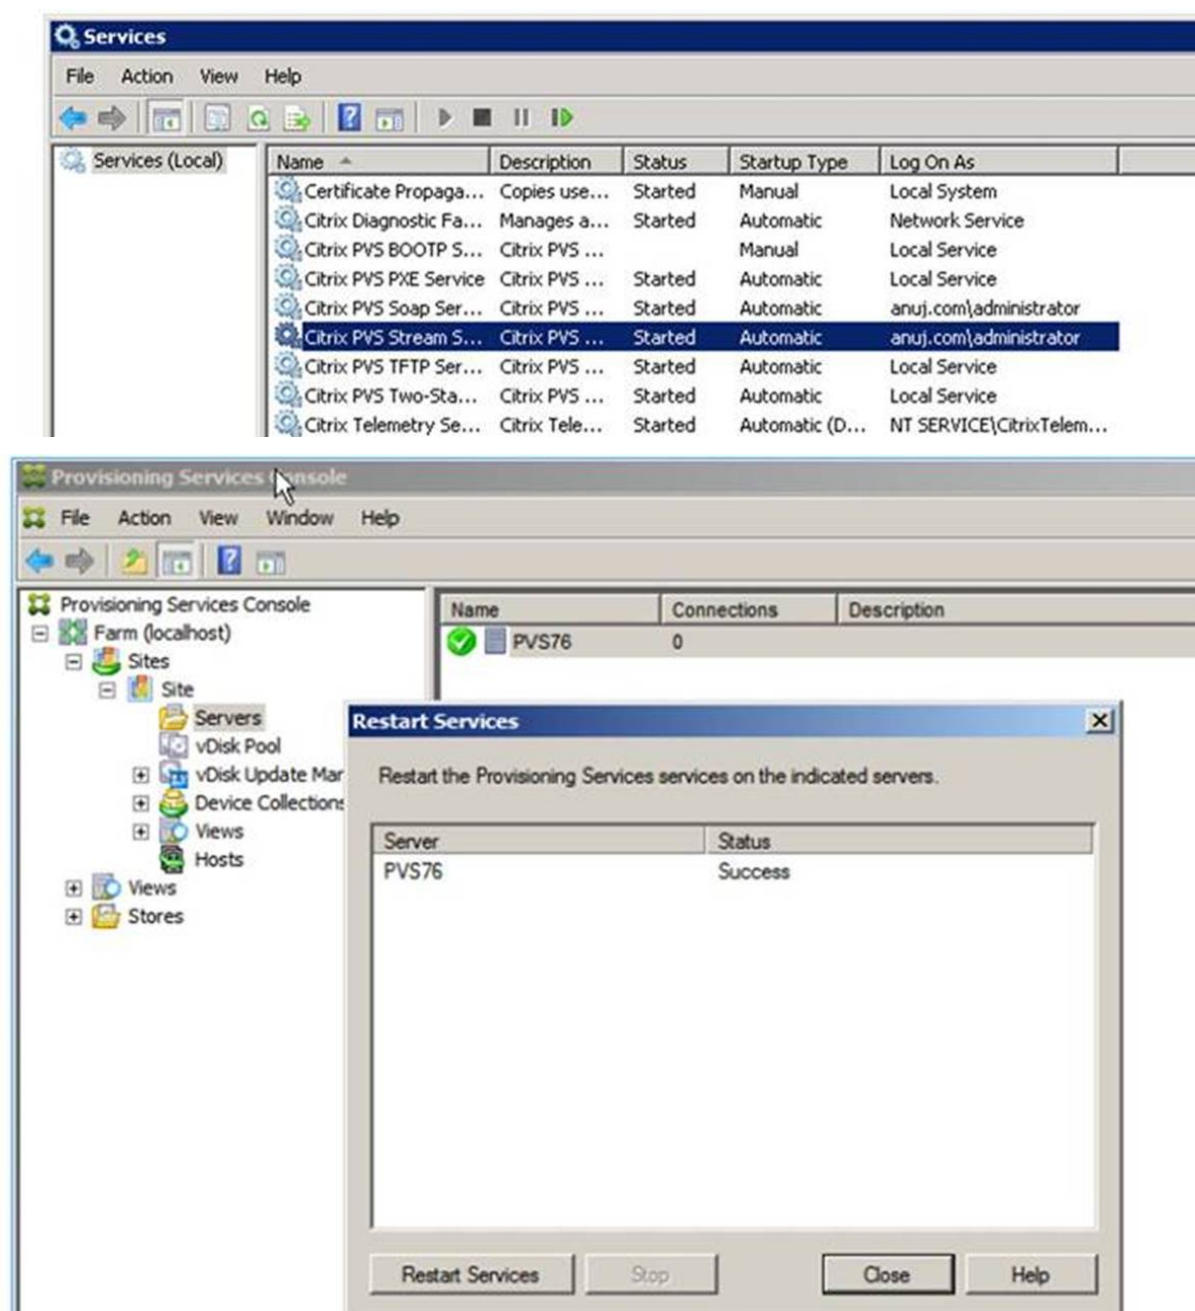 Services
File Action View Help
Services (Local)
Name Description Status Startup Type Log On As
Certificate Propaga... Copies use... Started Manual Local System
Citrix Diagnostic Fa... Manages a... Started Automatic Network Service
Citrix PVS BOOTP S... Citrix PVS ... Manual Local Service
Citrix PVS PXE Service Citrix PVS ... Started Automatic Local Service
Citrix PVS Soap Ser... Citrix PVS ... Started Automatic anuj.com\administrator
Citrix PVS Stream S... Citrix PVS ... Started Automatic anuj.com\administrator
Citrix PVS TFTP Ser... Citrix PVS ... Started Automatic Local Service
Citrix PVS Two-Sta... Citrix PVS ... Started Automatic Local Service
Citrix Telemetry Se... Citrix Tele... Started Automatic (D... NT SERVICE\CitrixTelem...
Provisioning Services Console
File Action View Window Help
Provisioning Services Console
Farm (localhost)
Sites
Site
Servers
vDisk Pool
vDisk Update Mar
Device Collections
Views
Hosts
Views
Stores
Name Connections Description
PVS76 0
Restart Services
Restart the Provisioning Services services on the indicated servers.
Server Status
PVS76 Success
Restart Services Stop Close Help